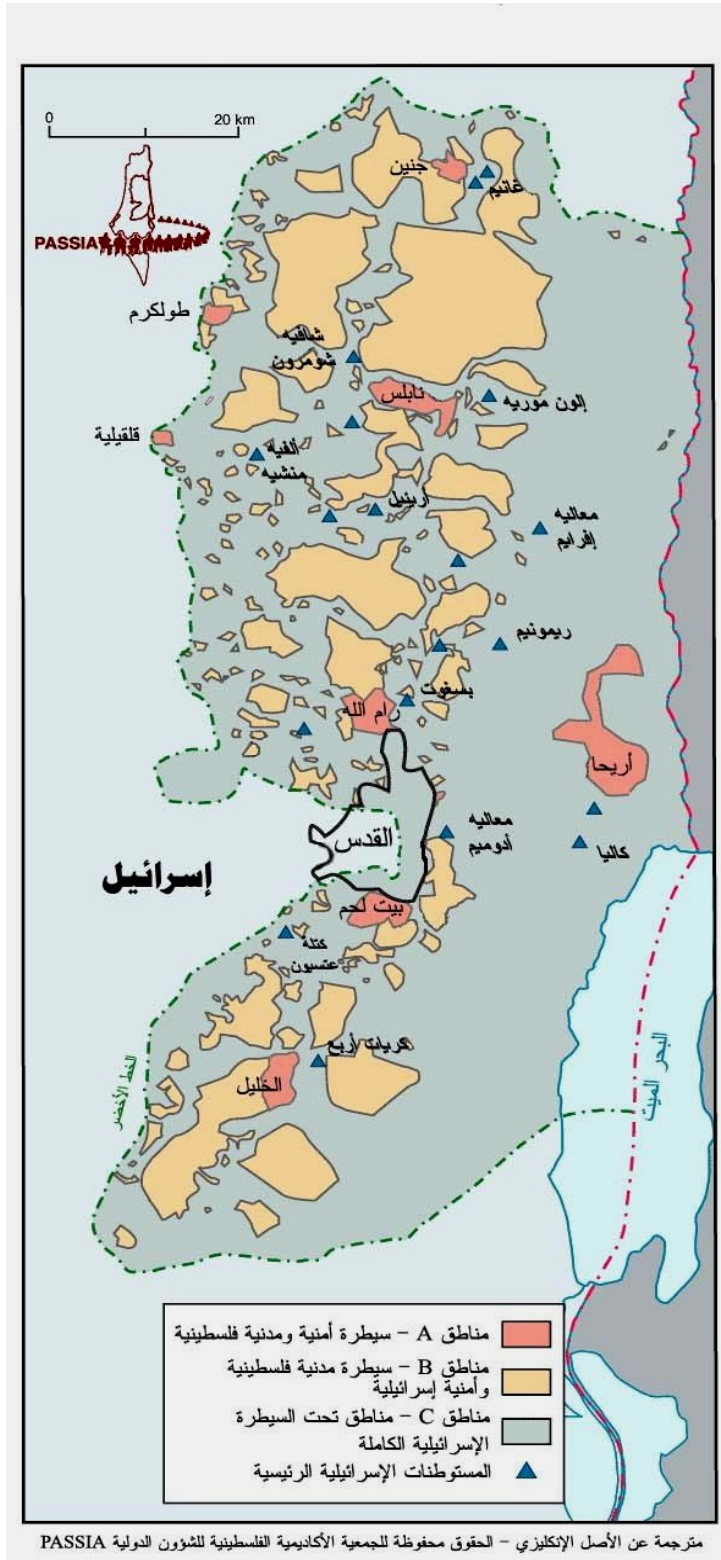 0
20 km
PASSIA
جنين
غانيم
طولكرم
شافيه
شومرون
نابلس
إلون موريه
قلقيلية
ألفيه
منشيه
أرييل
معاليه
إفرايم
ريمونيم
بسغوت
رام الله
أريحا
معاليه
أدوميم
كاليا
القدس
إسرائيل
بيت لحم
كتلة
عتسيون
كريات أربع
الخليل
الخط الأخضر
البحر الميت
مناطق A – سيطرة أمنية ومدنية فلسطينية
مناطق B – سيطرة مدنية فلسطينية
وأمنية إسرائيلية
مناطق C – مناطق تحت السيطرة
الإسرائيلية الكاملة
المستوطنات الإسرائيلية الرئيسية
مترجمة عن الأصل الإنكليزي – الحقوق محفوظة للجمعية الأكاديمية الفلسطينية للشؤون الدولية PASSIA